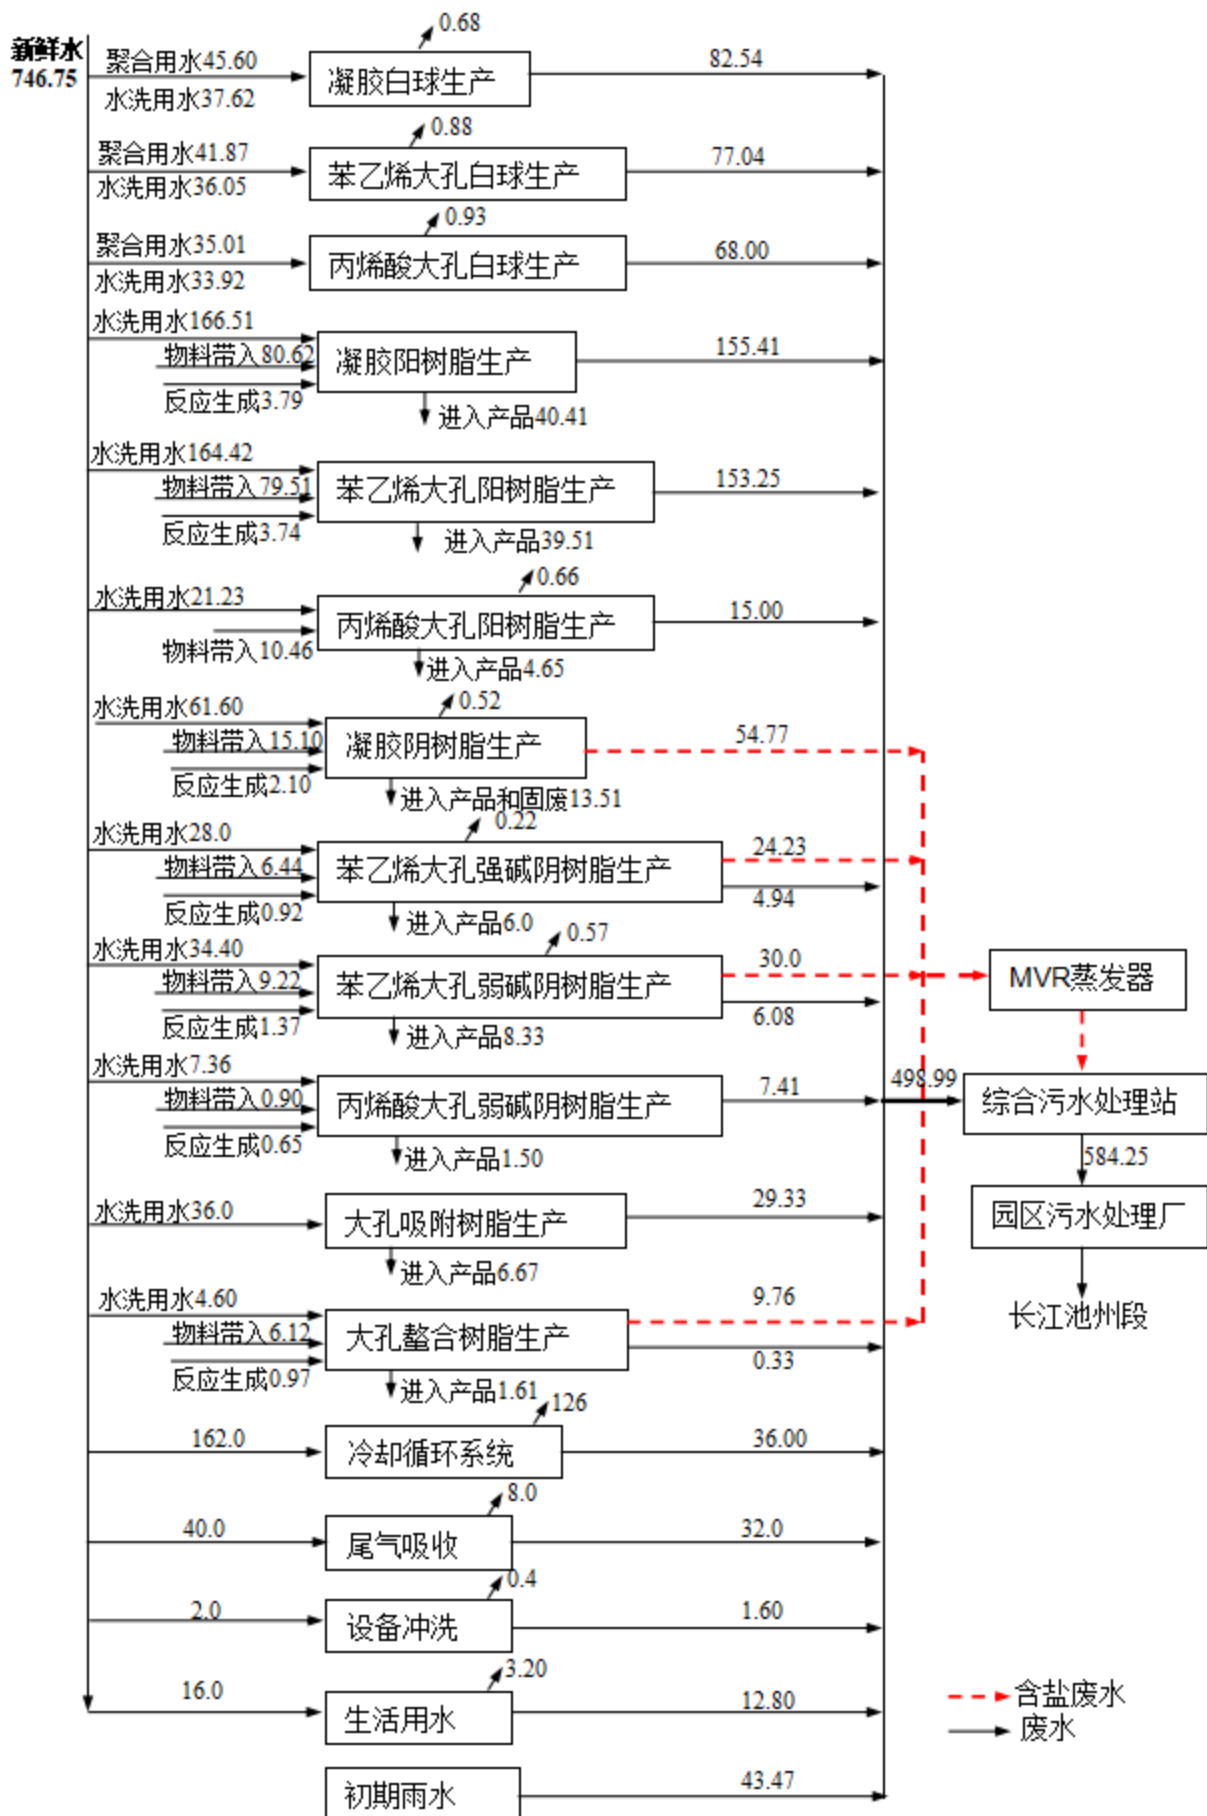 新鲜水
746.75
聚合用水45.60
水洗用水37.62
凝胶白球生产
0.68
82.54
聚合用水41.87
水洗用水36.05
苯乙烯大孔白球生产
0.88
77.04
聚合用水35.01
水洗用水33.92
丙烯酸大孔白球生产
0.93
68.00
水洗用水166.51
物料带入80.62
反应生成3.79
凝胶阳树脂生产
155.41
进入产品40.41
水洗用水164.42
物料带入79.51
反应生成3.74
苯乙烯大孔阳树脂生产
153.25
进入产品39.51
水洗用水21.23
物料带入10.46
丙烯酸大孔阳树脂生产
0.66
15.00
进入产品4.65
水洗用水61.60
物料带入15.10
反应生成2.10
凝胶阴树脂生产
0.52
54.77
进入产品和固废13.51
水洗用水28.0
物料带入6.44
反应生成0.92
苯乙烯大孔强碱阴树脂生产
0.22
24.23
4.94
进入产品6.0
水洗用水34.40
物料带入9.22
反应生成1.37
苯乙烯大孔弱碱阴树脂生产
0.57
30.0
6.08
进入产品8.33
MVR蒸发器
水洗用水7.36
物料带入0.90
反应生成0.65
丙烯酸大孔弱碱阴树脂生产
7.41
进入产品1.50
498.99
综合污水处理站
584.25
园区污水处理厂
长江池州段
水洗用水36.0
大孔吸附树脂生产
29.33
进入产品6.67
水洗用水4.60
物料带入6.12
反应生成0.97
大孔螯合树脂生产
9.76
0.33
进入产品1.61
162.0
冷却循环系统
126
36.00
40.0
尾气吸收
8.0
32.0
2.0
设备冲洗
0.4
1.60
16.0
生活用水
3.20
12.80
初期雨水
43.47
含盐废水
废水